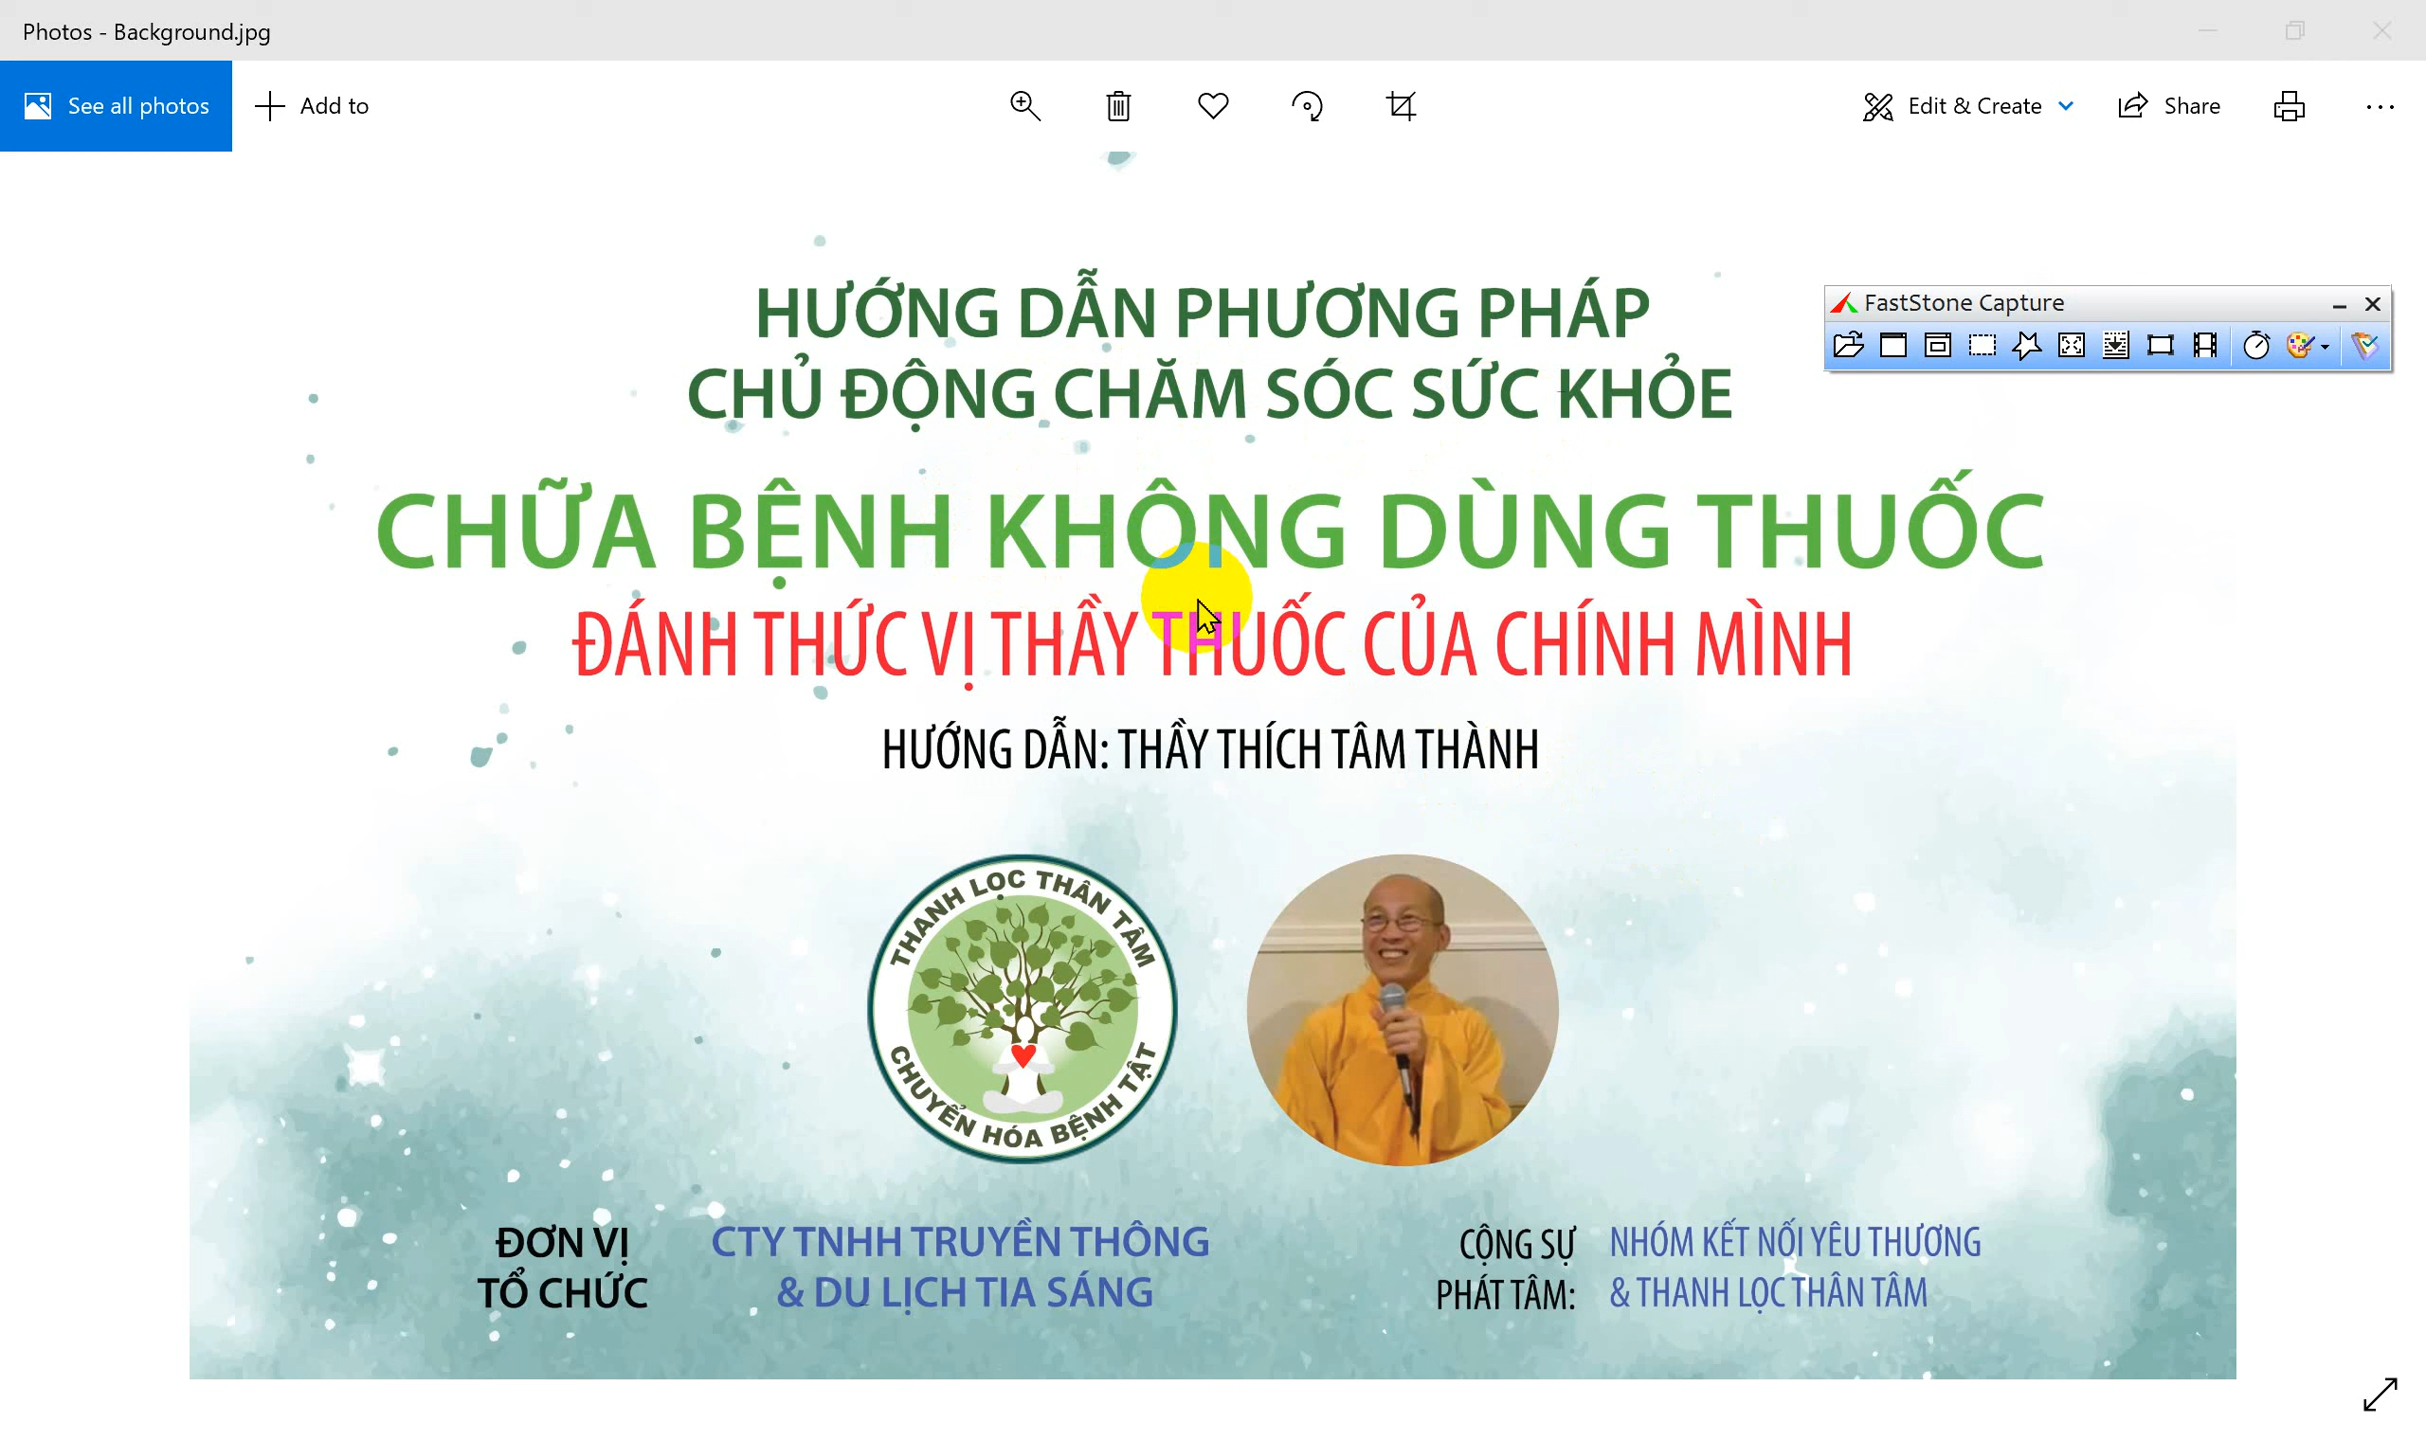 Photos - Background.jpg
See all photos
Add to
Edit & Create
Share
FastStone Capture
HƯỚNG DẪN PHƯƠNG PHÁP
CHỦ ĐỘNG CHĂM SÓC SỨC KHỎE
CHỮA BỆNH KHÔNG DÙNG THUỐC
ĐÁNH THỨC VỊ THẦY THUỐC CỦA CHÍNH MÌNH
HƯỚNG DẪN: THẦY THÍCH TÂM THÀNH
THANH LỌC THÂN TÂM
CHUYỂN HÓA BỆNH TẬT
ĐƠN VỊ
TỔ CHỨC
CTY TNHH TRUYỀN THÔNG
& DU LỊCH TIA SÁNG
CỘNG SỰ
PHÁT TÂM:
NHÓM KẾT NỐI YÊU THƯƠNG
& THANH LỌC THÂN TÂM